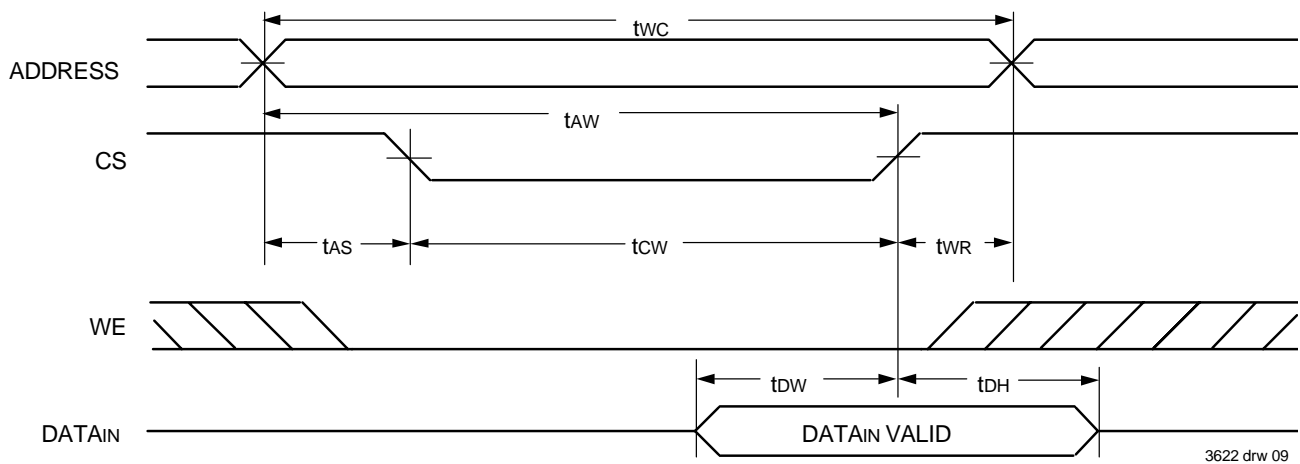 tWC
ADDRESS
tAW
CS
tAS tCW tWR
WE
tDW tDH
DATAIN DATAIN VALID
3622 drw 09